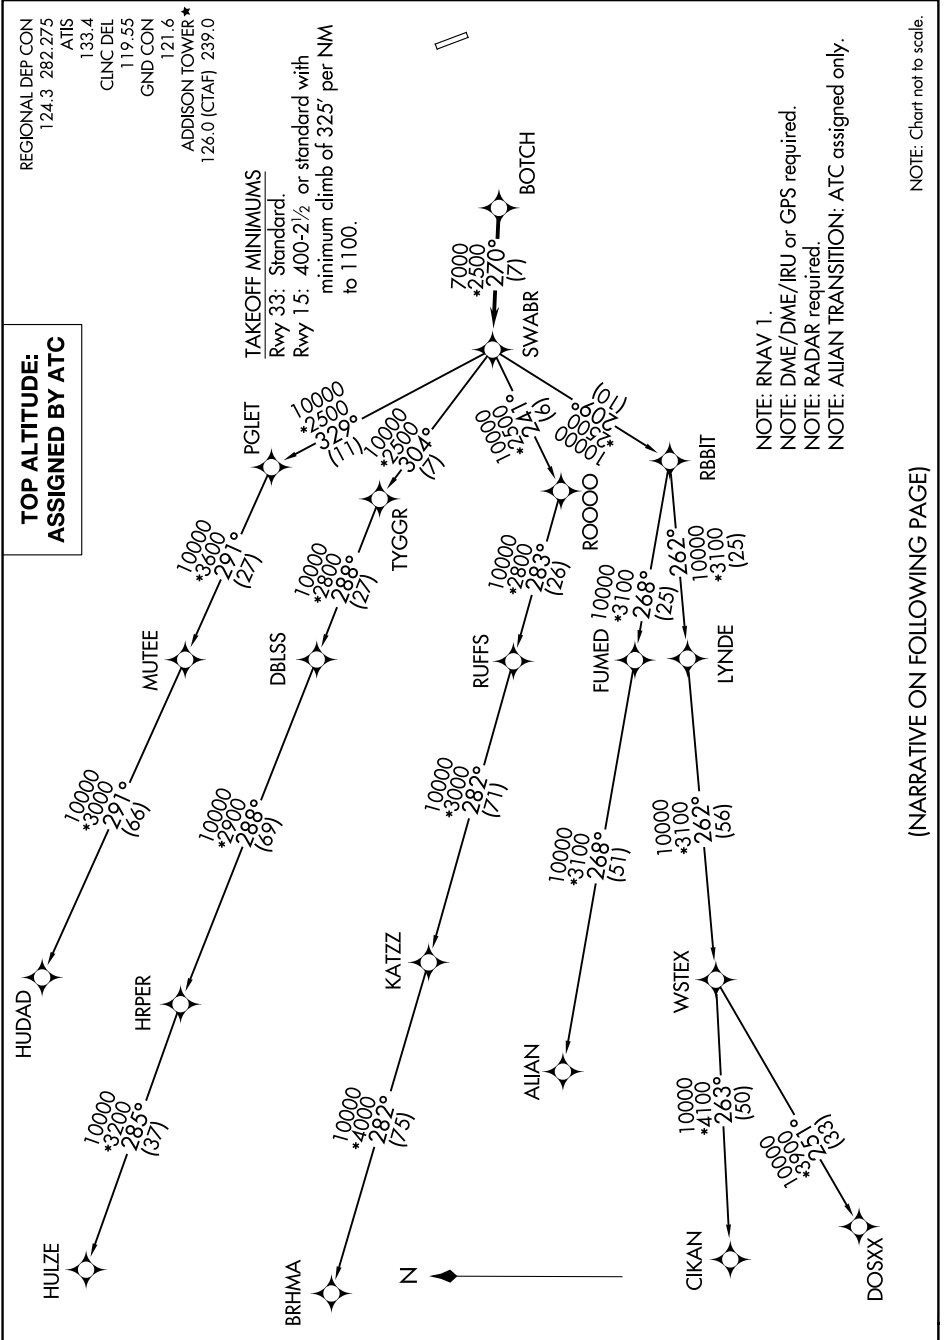 TOP ALTITUDE:
ASSIGNED BY ATC
REGIONAL DEP CON
124.3 282.275
ATIS
133.4
CLNC DEL
119.55
GND CON
121.6
ADDISON TOWER★
126.0 (CTAF) 239.0
TAKEOFF MINIMUMS
Rwy 33: Standard.
Rwy 15: 400-2½ or standard with
minimum climb of 325' per NM
to 1100.
BOTCH
7000
*2500
270°
(7)
SWABR
10000
*2500
329°
(11)
PGLET
10000
*3600
291°
(27)
MUTEE
10000
*3000
291°
(66)
HUDAD
10000
*2500
304°
(7)
TYGGR
10000
*2800
288°
(27)
DBLSS
10000
*2900
288°
(69)
HRPER
10000
*3200
285°
(37)
HULZE
10000
*2500
241°
(9)
ROOOO
10000
*2800
283°
(26)
RUFFS
10000
*3000
282°
(71)
KATZZ
10000
*4000
282°
(75)
BRHMA
10000
*2500
209°
(10)
RBBIT
10000
*3100
268°
(25)
FUMED
10000
*3100
268°
(51)
ALIAN
262°
10000
*3100
(25)
LYNDE
10000
*3100
262°
(56)
WSTEX
10000
*4100
263°
(50)
CIKAN
10000
*3900
251°
(33)
DOSXX
N
NOTE: RNAV 1.
NOTE: DME/DME/IRU or GPS required.
NOTE: RADAR required.
NOTE: ALIAN TRANSITION: ATC assigned only.
NOTE: Chart not to scale.
(NARRATIVE ON FOLLOWING PAGE)